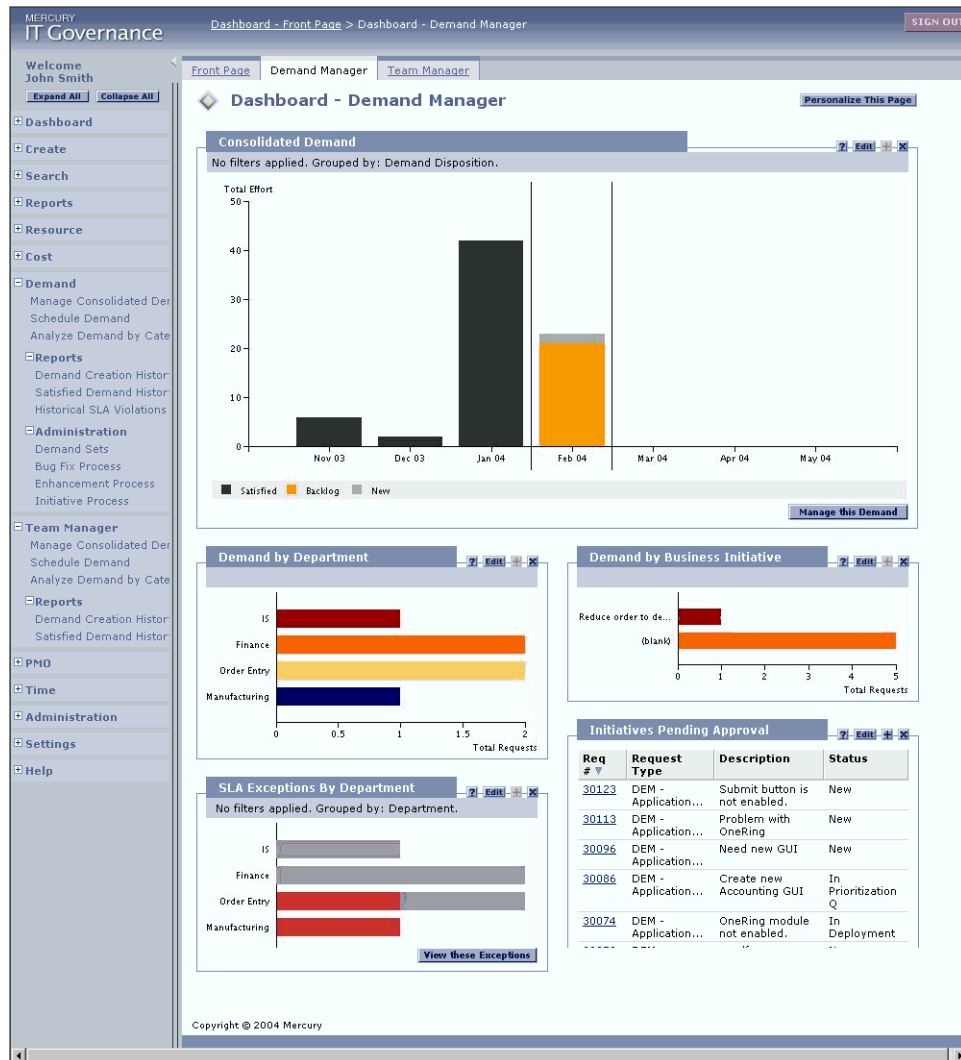 MERCURY
IT Governance
Dashboard - Front Page > Dashboard - Demand Manager
SIGN OUT
Welcome
John Smith
Expand All Collapse All
Dashboard
Create
Search
Reports
Resource
Cost
Demand
Manage Consolidated Der
Schedule Demand
Analyze Demand by Cate
Reports
Demand Creation Histor
Satisfied Demand Histor
Historical SLA Violations
Administration
Demand Sets
Bug Fix Process
Enhancement Process
Initiative Process
Team Manager
Manage Consolidated Der
Schedule Demand
Analyze Demand by Cate
Reports
Demand Creation Histor
Satisfied Demand Histor
PMO
Time
Administration
Settings
Help
Front Page Demand Manager Team Manager
Dashboard - Demand Manager
Personalize This Page
Consolidated Demand
? Edit + X
No filters applied. Grouped by: Demand Disposition.
Total Effort
50
40
30
20
10
0
Nov 03 Dec 03 Jan 04 Feb 04 Mar 04 Apr 04 May 04
Satisfied Backlog New
Manage this Demand
Demand by Department
? Edit + X
IS
Finance
Order Entry
Manufacturing
0 0.5 1 1.5 2
Total Requests
Demand by Business Initiative
? Edit + X
Reduce order to de...
(blank)
0 1 2 3 4 5
Total Requests
SLA Exceptions By Department
? Edit + X
No filters applied. Grouped by: Department.
IS
Finance
Order Entry
Manufacturing
View these Exceptions
Initiatives Pending Approval
? Edit + X
Req Request Description Status
# Type
30123 DEM - Submit button is New
Application... not enabled.
30113 DEM - Problem with New
Application... OneRing
30096 DEM - Need new GUI New
Application...
30086 DEM - Create new In
Application... Accounting GUI Prioritization
Q
30074 DEM - OneRing module In
Application... not enabled. Deployment
Copyright © 2004 Mercury